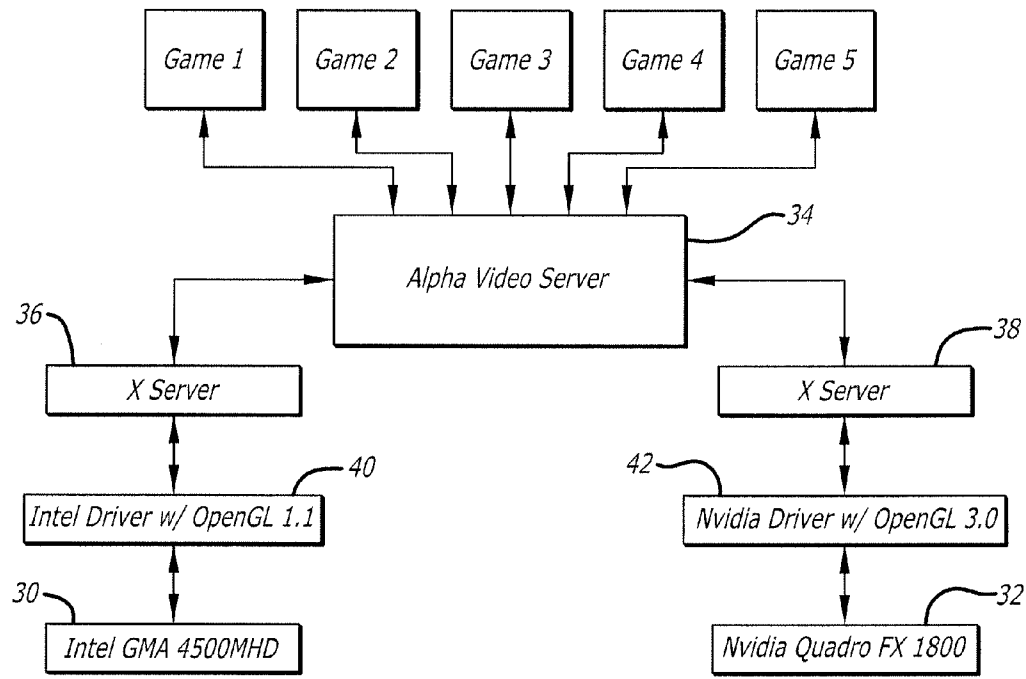 Game 1
Game 2
Game 3
Game 4
Game 5
34
Alpha Video Server
36
38
X Server
X Server
40
42
Intel Driver w/ OpenGL 1.1
Nvidia Driver w/ OpenGL 3.0
30
32
Intel GMA 4500MHD
Nvidia Quadro FX 1800